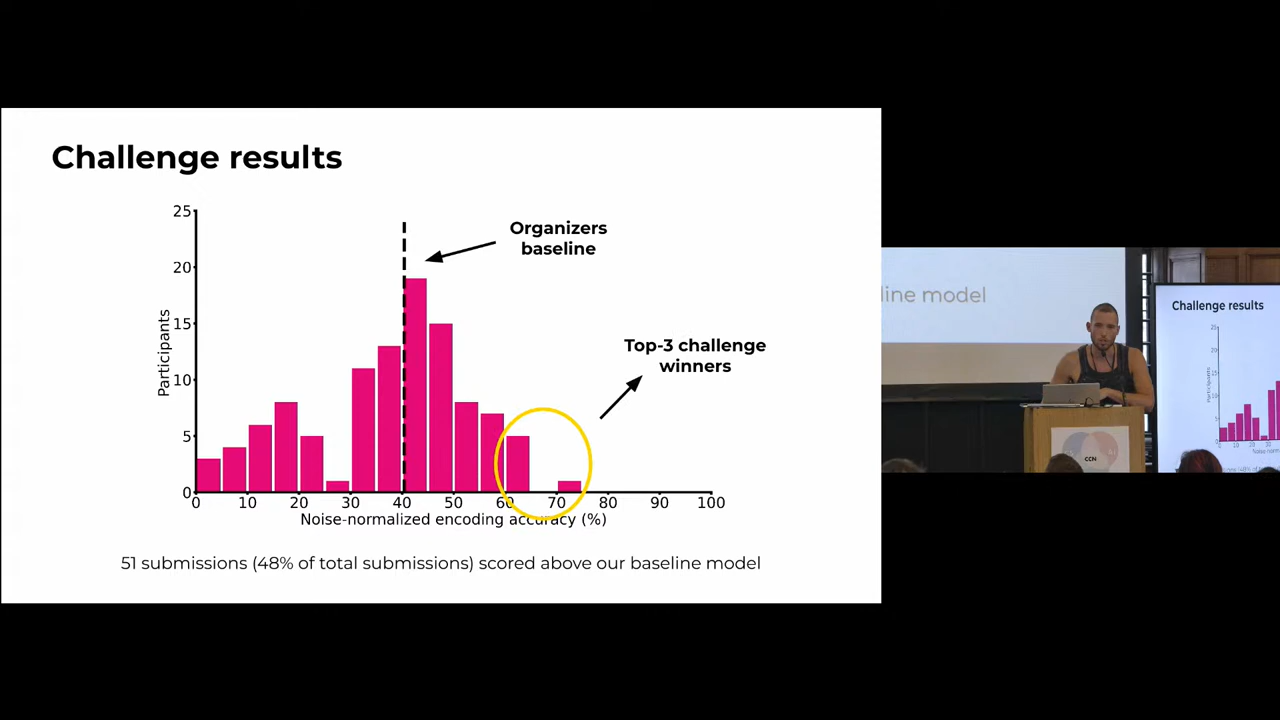 Challenge results
25
20
15
10
5
0
Participants
Organizers
baseline
Top-3 challenge
winners
0 10 20 30 40 50 60 70 80 90 100
Noise-normalized encoding accuracy (%)
51 submissions (48% of total submissions) scored above our baseline model
line model
CCN
Challenge results
Participants